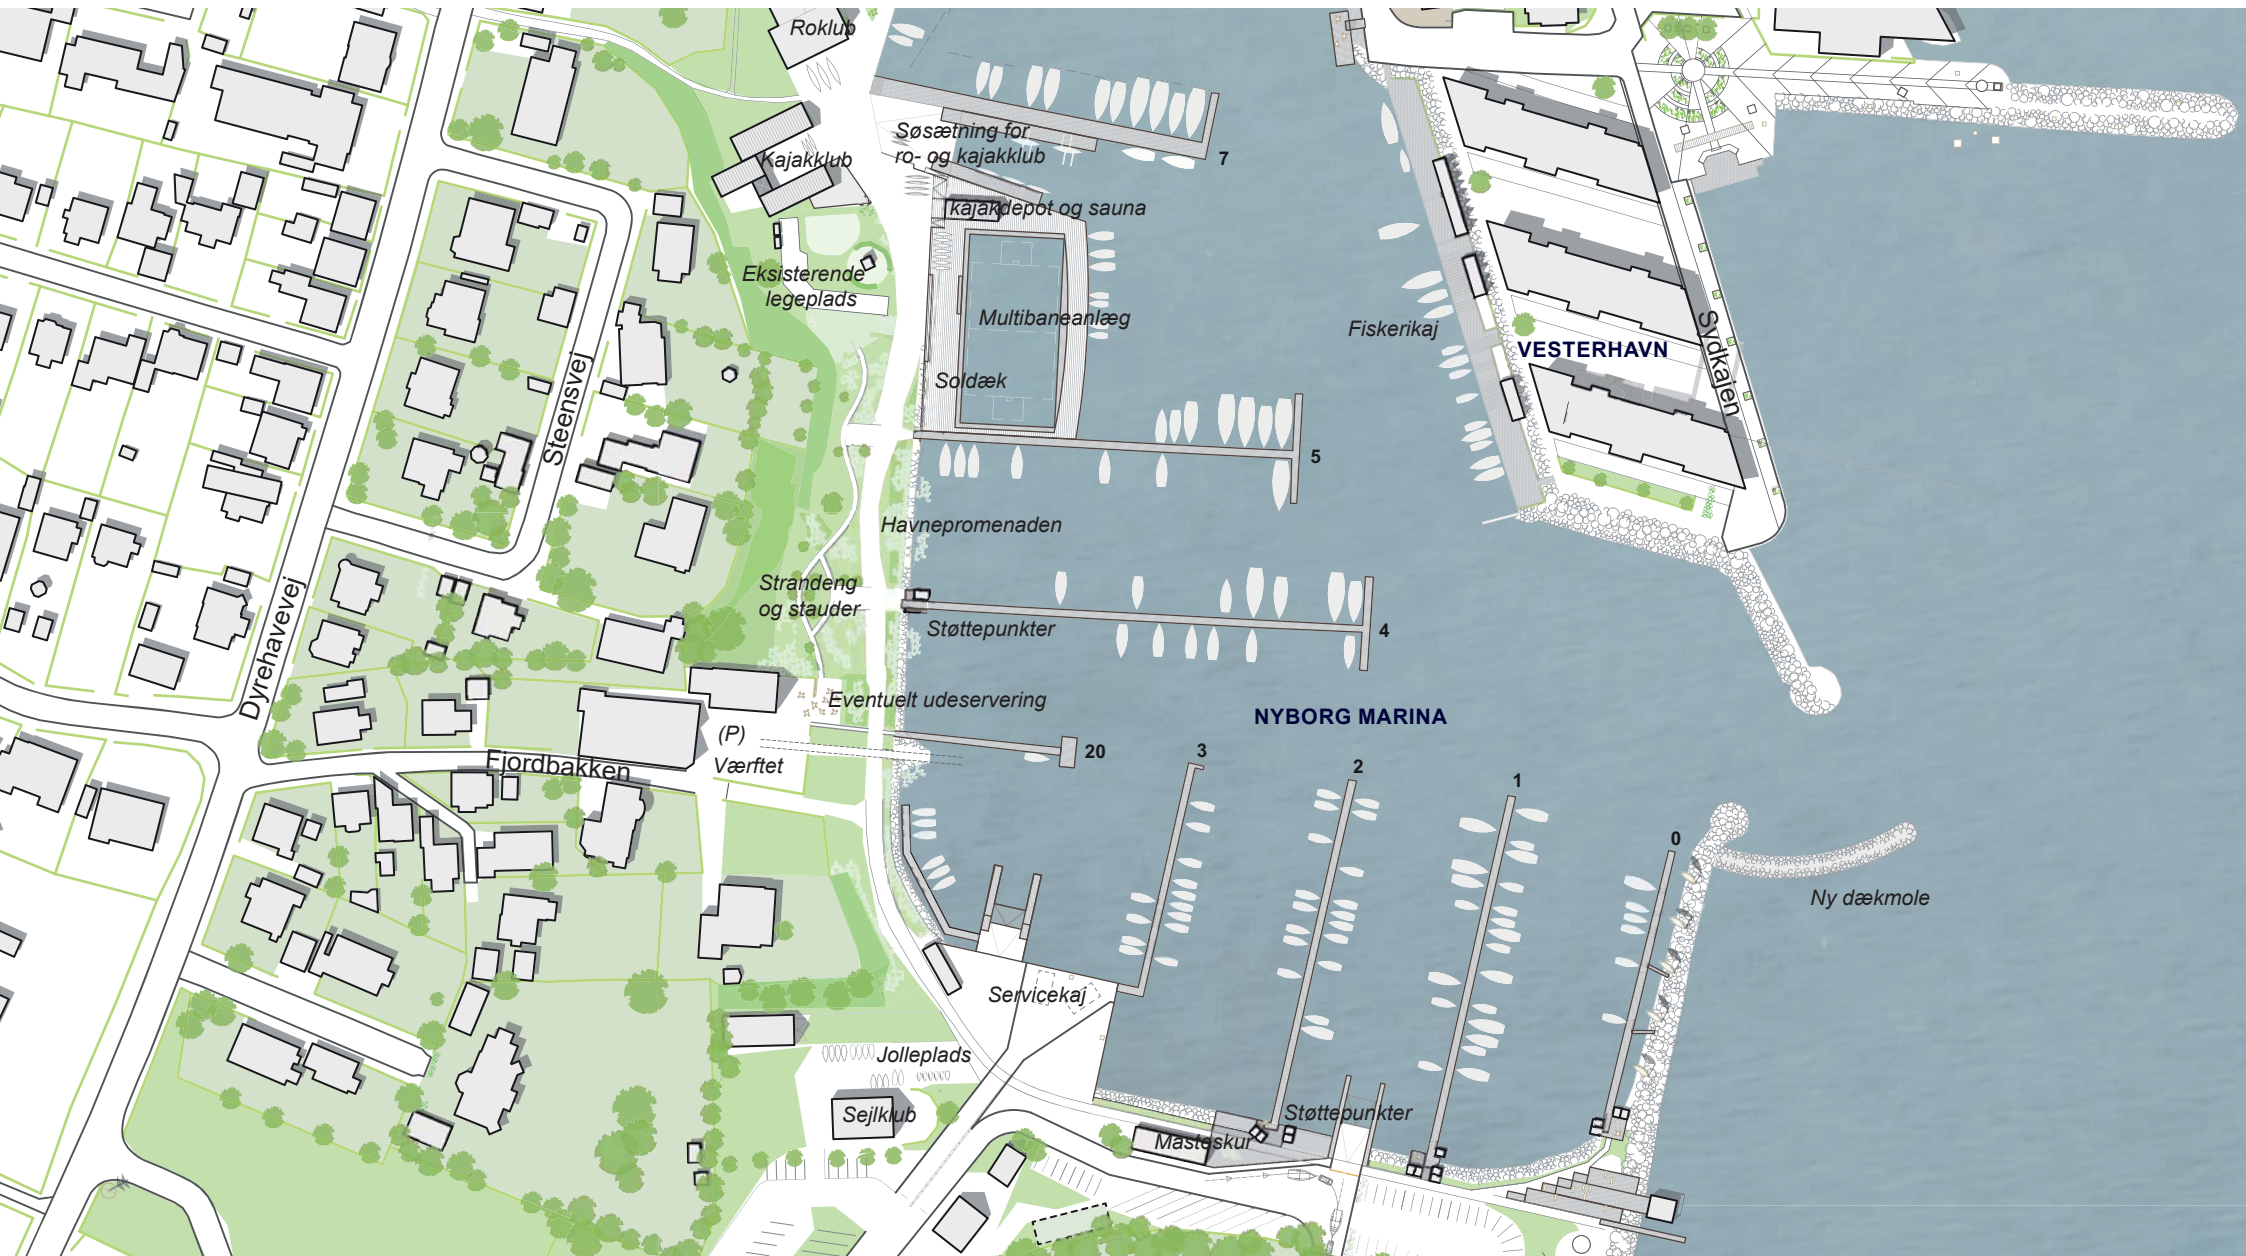 Roklub
Søsætning for
ro- og kajakklub
7
Kajakklub
kajakdepot og sauna
Eksisterende
legeplads
Multibaneanlæg
Fiskerikaj
VESTERHAVN
Sydkajen
Soldæk
Steensvej
5
Havnepromenaden
Strandeng
og stauder
Støttepunkter
4
Dyrehavevej
Eventuelt udeservering
NYBORG MARINA
(P)
Værftet
20
3
2
1
0
Fjordbakken
Ny dækmole
Servicekaj
Jolleplads
Sejlklub
Støttepunkter
Masteskur